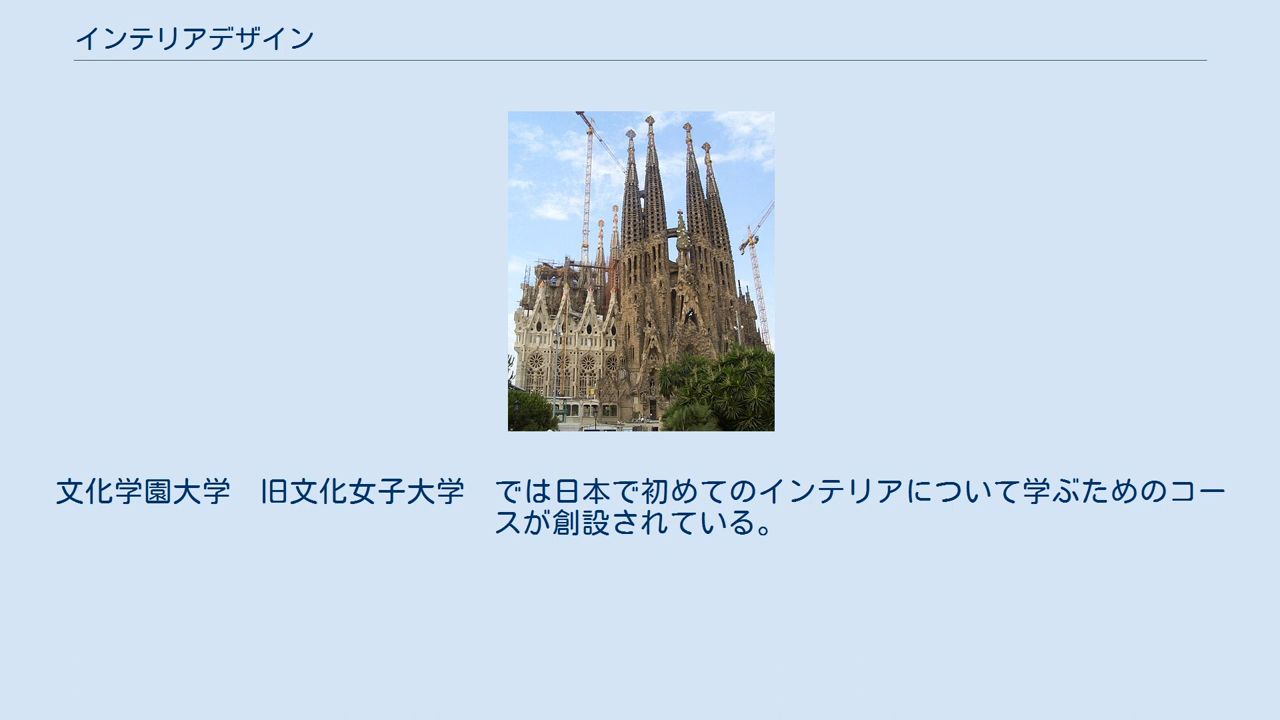 インテリアデザイン
文化学園大学　旧文化女子大学　では日本で初めてのインテリアについて学ぶためのコー
スが創設されている。